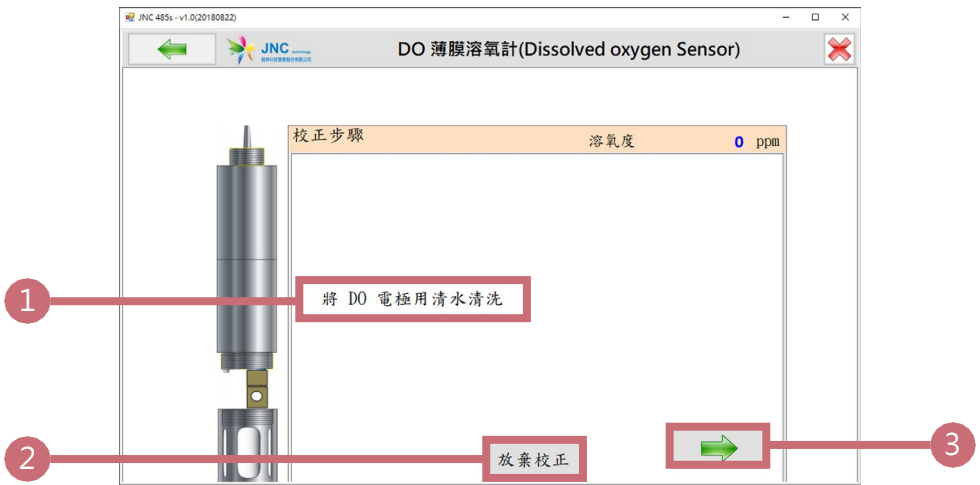 JNC 485s - v1.0(20180822)
JNC technology
DO 薄膜溶氧計(Dissolved oxygen Sensor)
校正步驟
溶氧度 0 ppm
1
將 DO 電極用清水清洗
2
放棄校正
3